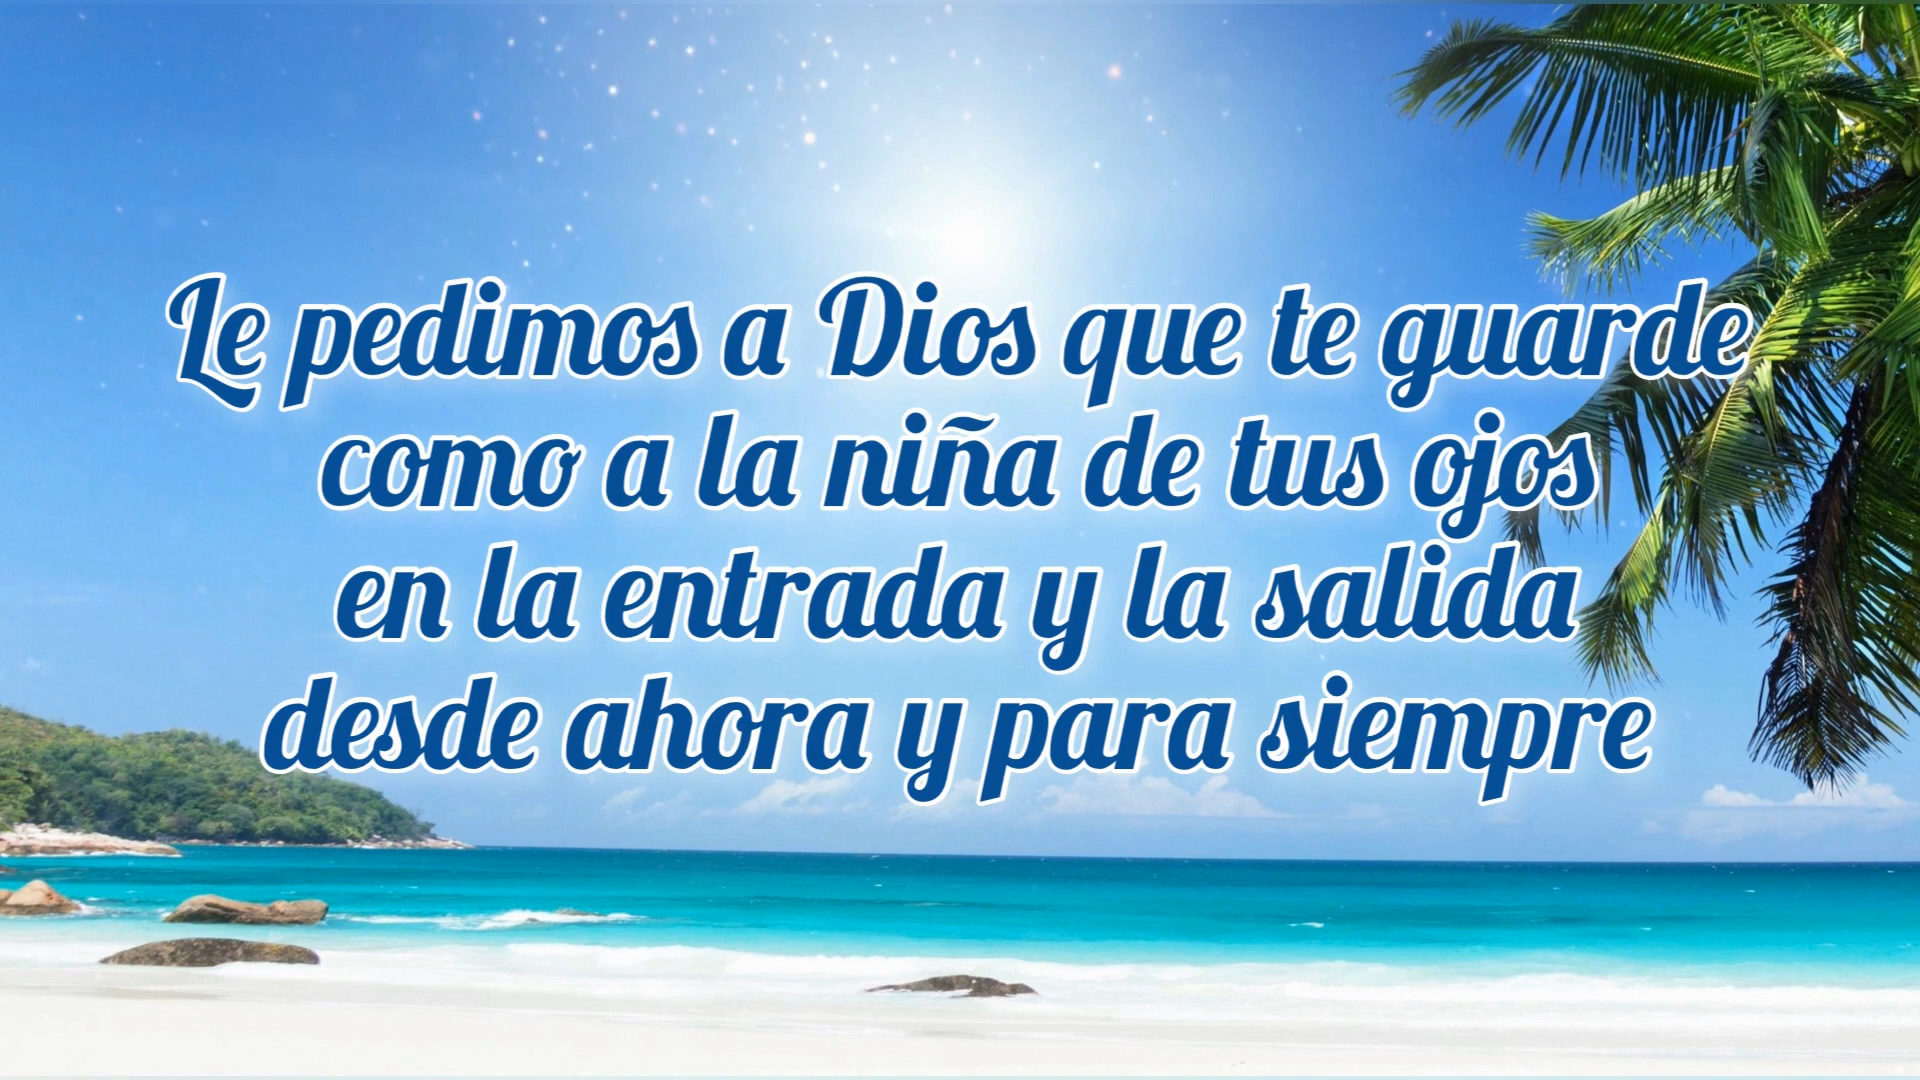 Le pedimos a Dios que te guarde
como a la niña de tus ojos
en la entrada y la salida
desde ahora y para siempre